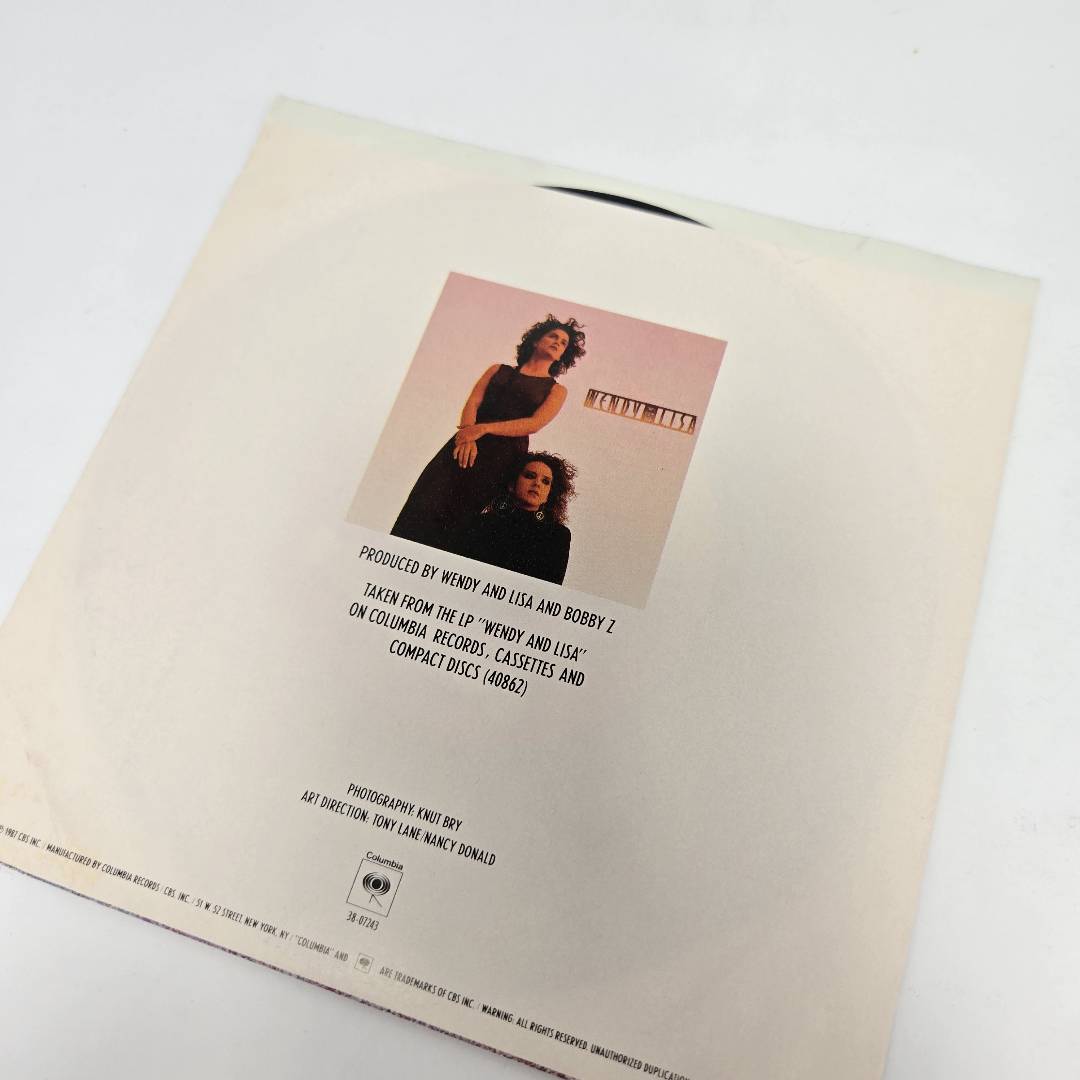 WENDY AND LISA
PRODUCED BY WENDY AND LISA AND BOBBY Z
TAKEN FROM THE LP "WENDY AND LISA"
ON COLUMBIA RECORDS, CASSETTES AND
COMPACT DISCS (40862)
PHOTOGRAPHY: KNUT BRY
ART DIRECTION: TONY LANE/NANCY DONALD
Columbia
38-07243
1987 CBS INC. / MANUFACTURED BY COLUMBIA RECORDS / CBS INC. / 51 W. 52 STREET, NEW YORK, NY / "COLUMBIA" AND ARE TRADEMARKS OF CBS INC. / WARNING: ALL RIGHTS RESERVED. UNAUTHORIZED DUPLICATION